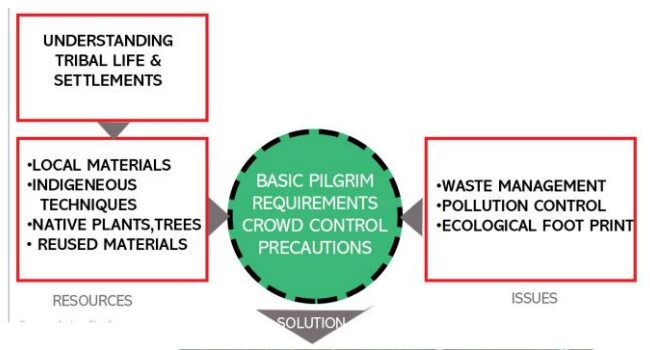 UNDERSTANDING
TRIBAL LIFE &
SETTLEMENTS
•LOCAL MATERIALS
•INDIGENEOUS
TECHNIQUES
•NATIVE PLANTS,TREES
• REUSED MATERIALS
RESOURCES
BASIC PILGRIM
REQUIREMENTS
CROWD CONTROL
PRECAUTIONS
•WASTE MANAGEMENT
•POLLUTION CONTROL
•ECOLOGICAL FOOT PRINT
ISSUES
SOLUTION